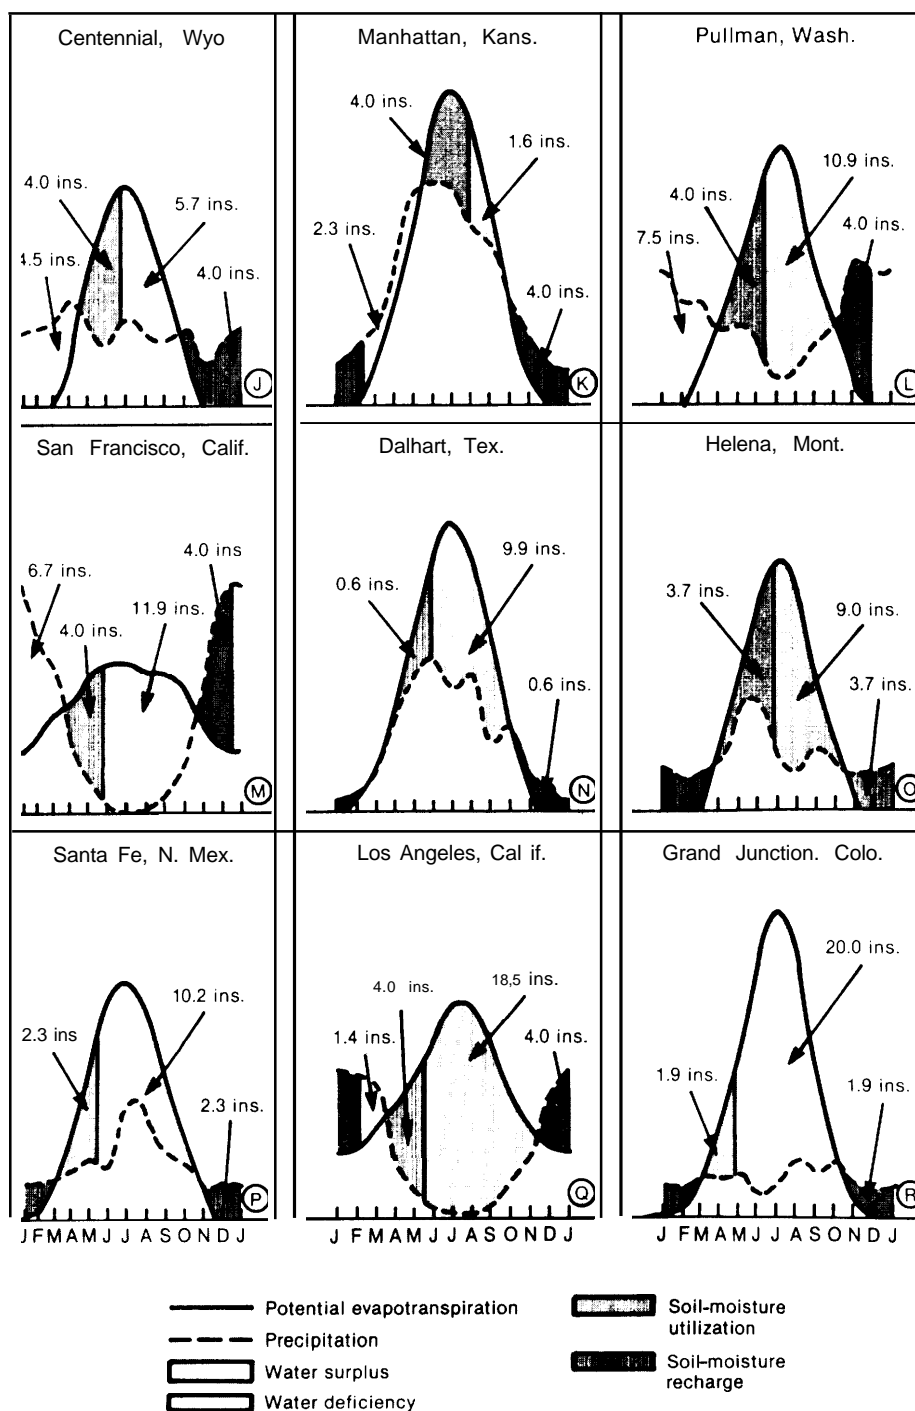 Centennial, Wyo
4.0 ins.
5.7 ins.
4.5 ins.
4.0 ins.
J
Manhattan, Kans.
4.0 ins.
1.6 ins.
2.3 ins.
4.0 ins.
K
Pullman, Wash.
10.9 ins.
4.0 ins.
4.0 ins.
7.5 ins.
L
San Francisco, Calif.
4.0 ins
6.7 ins.
11.9 ins.
4.0 ins.
M
Dalhart, Tex.
9.9 ins.
0.6 ins.
0.6 ins.
N
Helena, Mont.
3.7 ins.
9.0 ins.
3.7 ins.
O
Santa Fe, N. Mex.
10.2 ins.
2.3 ins
2.3 ins.
P
J F M A M J J A S O N D J
Los Angeles, Cal if.
4.0 ins.
18,5 ins.
1.4 ins.
4.0 ins.
Q
J F M A M J J A S O N D J
Grand Junction. Colo.
20.0 ins.
1.9 ins.
1.9 ins.
R
J F M A M J J A S O N D J
Potential evapotranspiration
Precipitation
Water surplus
Water deficiency
Soil-moisture
utilization
Soil-moisture
recharge